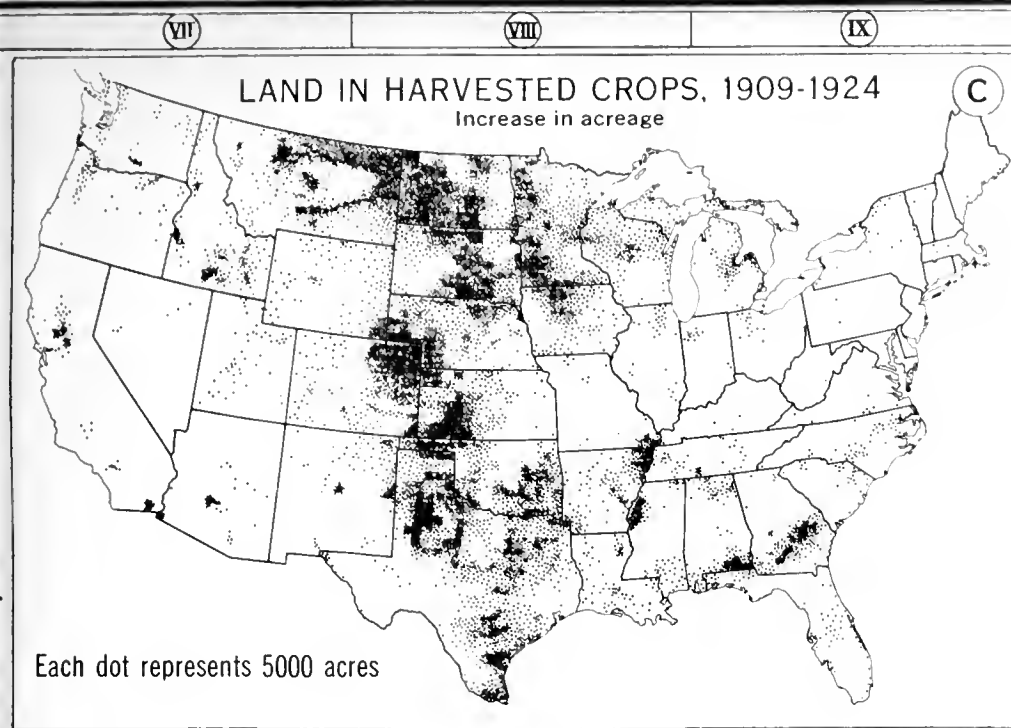 VII
VIII
IX
LAND IN HARVESTED CROPS, 1909-1924
C
Increase in acreage
Each dot represents 5000 acres